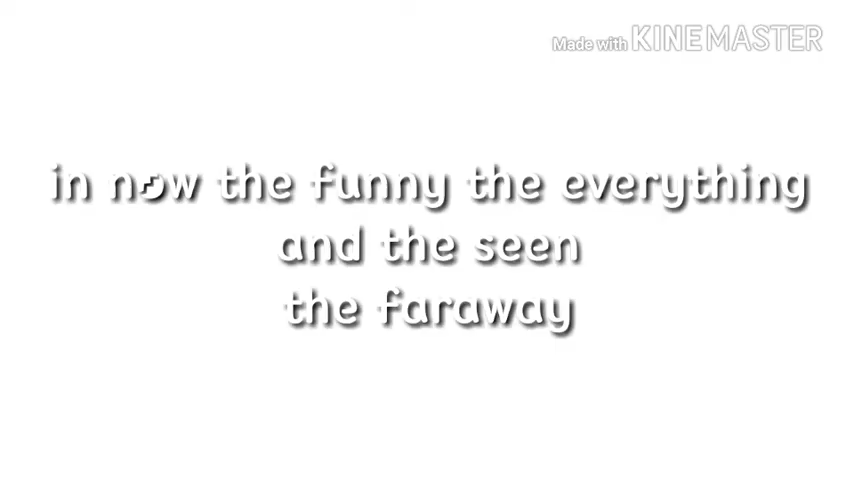 Made with KINEMASTER
in now the funny the everything
and the seen
the faraway